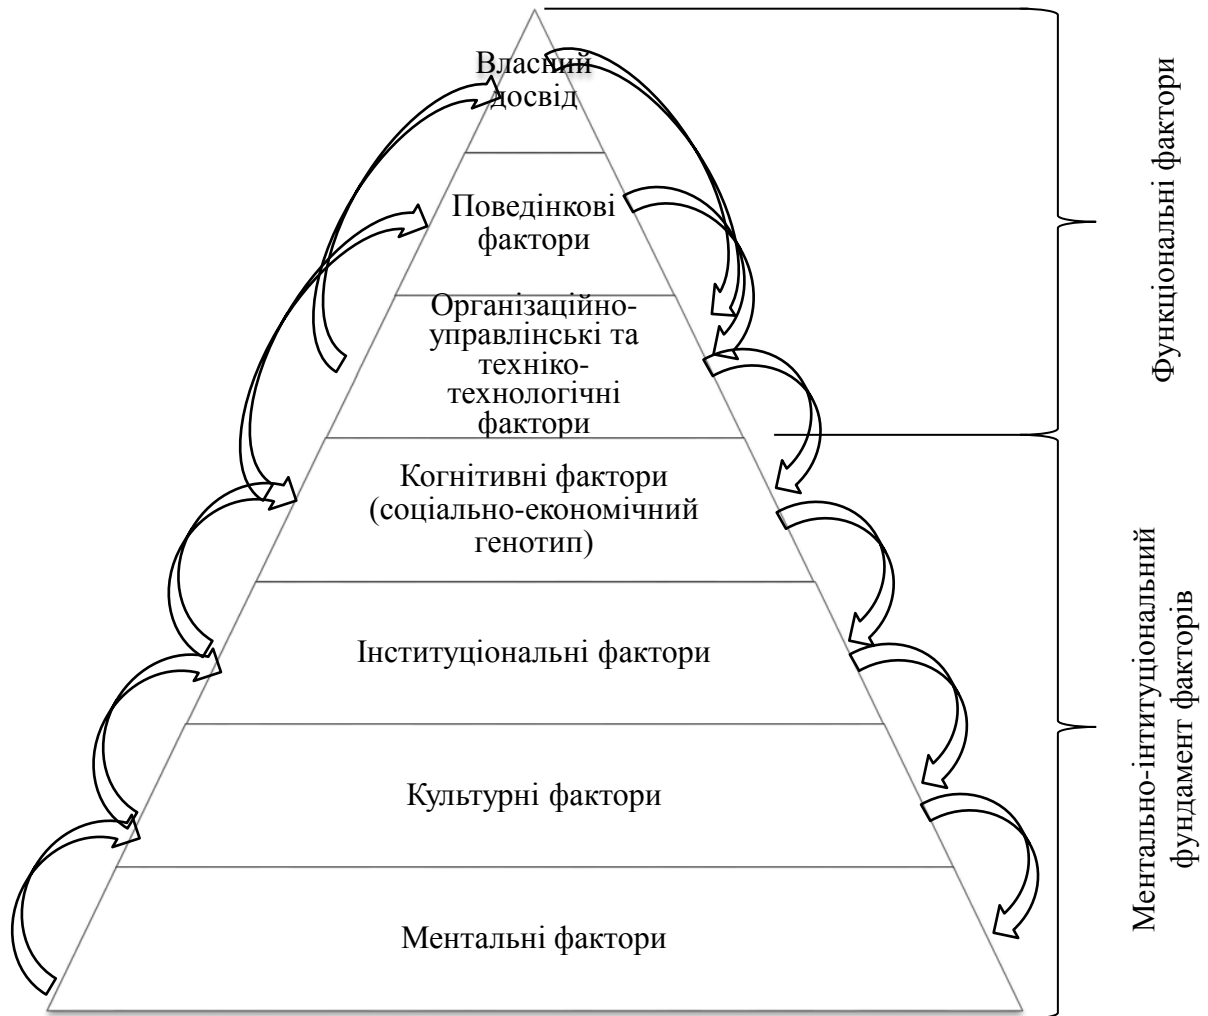 Власний
досвід
Поведінкові
фактори
Організаційно-
управлінські та
техніко-
технологічні
фактори
Когнітивні фактори
(соціально-економічний
генотип)
Інституціональні фактори
Культурні фактори
Ментальні фактори
Функціональні фактори
Ментально-інтитуціональний
фундамент факторів